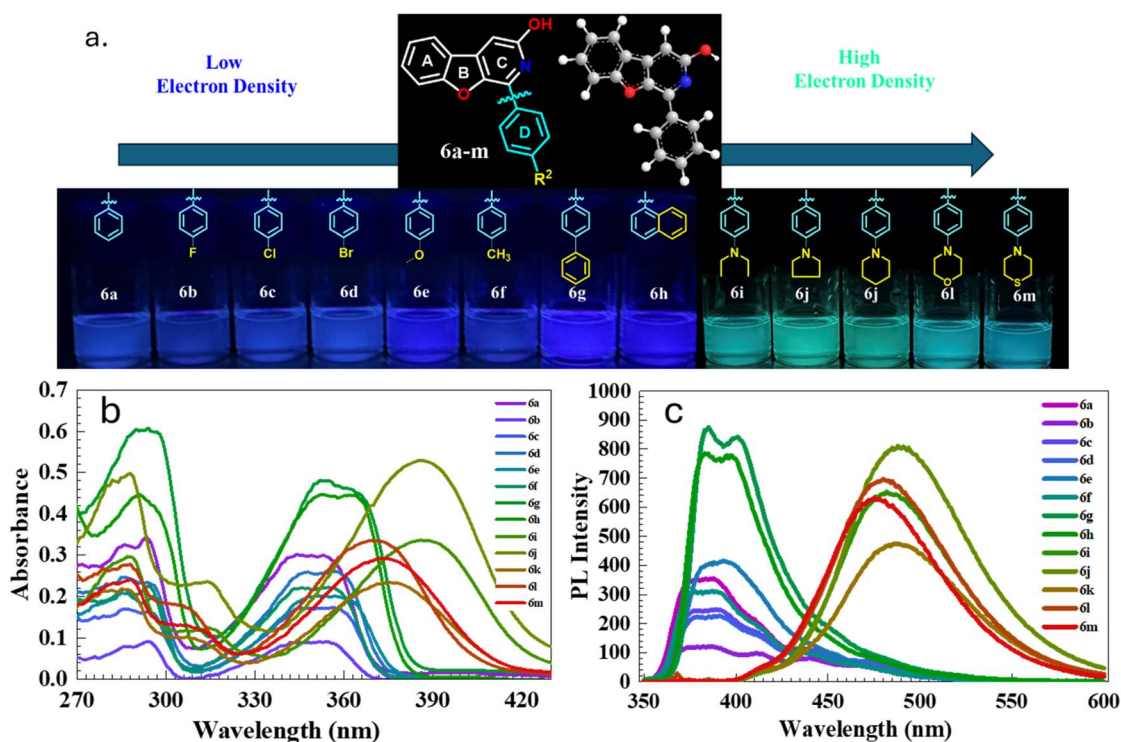 a.
Low
Electron Density
High
Electron Density
OH
A
B
C
N
O
D
6a-m
R²
F
Cl
Br
O
CH₃
N
N
N
N
O
N
S
6a
6b
6c
6d
6e
6f
6g
6h
6i
6j
6j
6l
6m
b
0.7
0.6
0.5
0.4
0.3
0.2
0.1
0.0
Absorbance
270
300
330
360
390
420
Wavelength (nm)
6a
6b
6c
6d
6e
6f
6g
6h
6i
6j
6k
6l
6m
c
1000
900
800
700
600
500
400
300
200
100
0
PL Intensity
350
400
450
500
550
600
Wavelength (nm)
6a
6b
6c
6d
6e
6f
6g
6h
6i
6j
6k
6l
6m